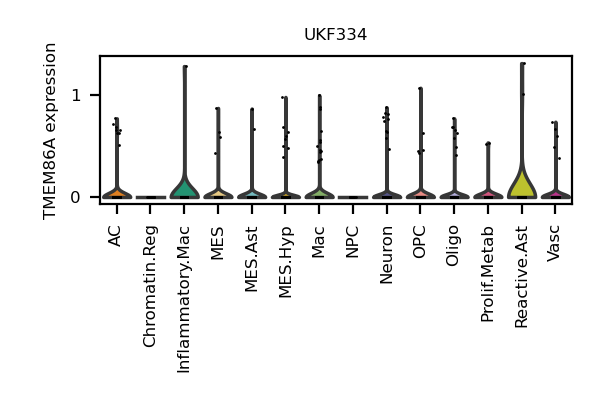 UKF334
TMEM86A expression
1
0
AC
Chromatin.Reg
Inflammatory.Mac
MES
MES.Ast
MES.Hyp
Mac
NPC
Neuron
OPC
Oligo
Prolif.Metab
Reactive.Ast
Vasc